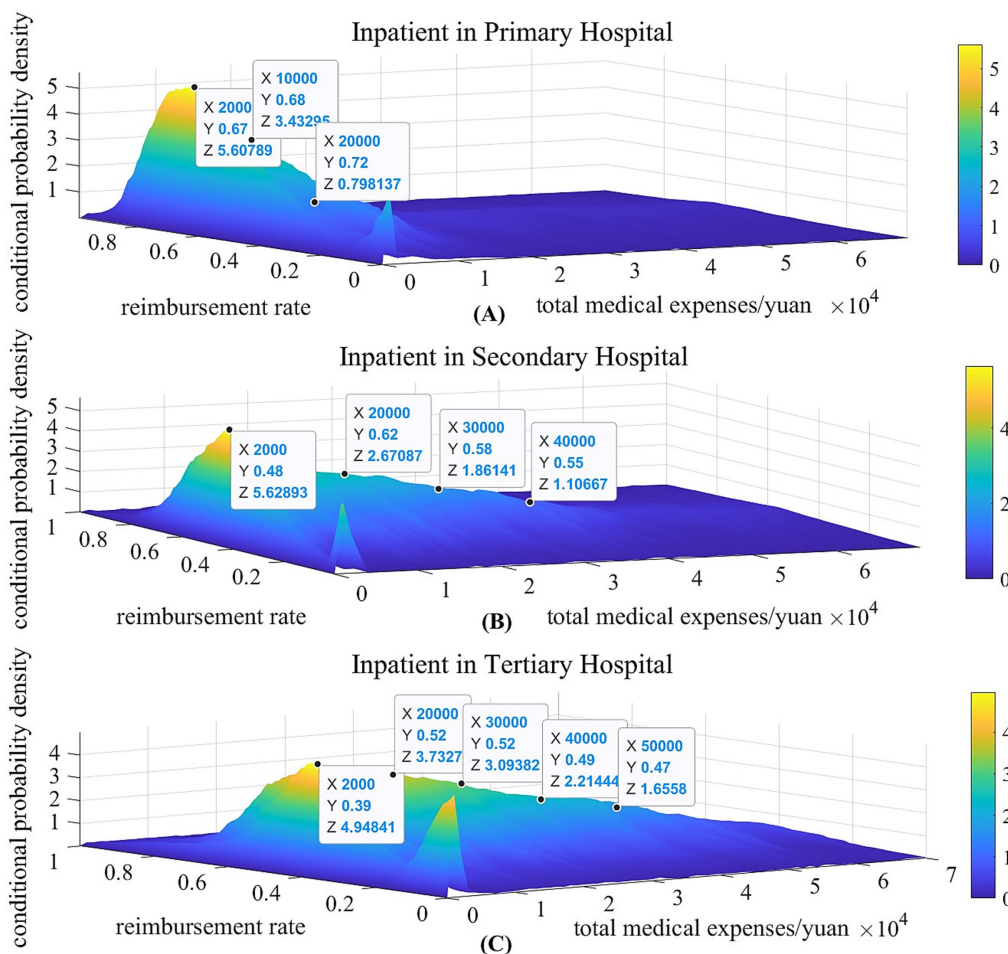 Inpatient in Primary Hospital
conditional probability density
5
4
3
2
1
X 2000
Y 0.67
Z 5.60789
X 10000
Y 0.68
Z 3.43295
X 20000
Y 0.72
Z 0.798137
0.8
0.6
0.4
0.2
0
0
1
2
3
4
5
6
reimbursement rate
total medical expenses/yuan ×10⁴
5
4
3
2
1
0
(A)
Inpatient in Secondary Hospital
conditional probability density
5
4
3
2
1
X 2000
Y 0.48
Z 5.62893
X 20000
Y 0.62
Z 2.67087
X 30000
Y 0.58
Z 1.86141
X 40000
Y 0.55
Z 1.10667
1
0.8
0.6
0.4
0.2
0
1
2
3
4
5
6
reimbursement rate
total medical expenses/yuan ×10⁴
4
2
0
(B)
Inpatient in Tertiary Hospital
conditional probability density
4
3
2
1
X 2000
Y 0.39
Z 4.94841
X 20000
Y 0.52
Z 3.7327
X 30000
Y 0.52
Z 3.09382
X 40000
Y 0.49
Z 2.21444
X 50000
Y 0.47
Z 1.6558
1
0.8
0.6
0.4
0.2
0
0
1
2
3
4
5
6
7
reimbursement rate
total medical expenses/yuan ×10⁴
4
3
2
1
0
(C)